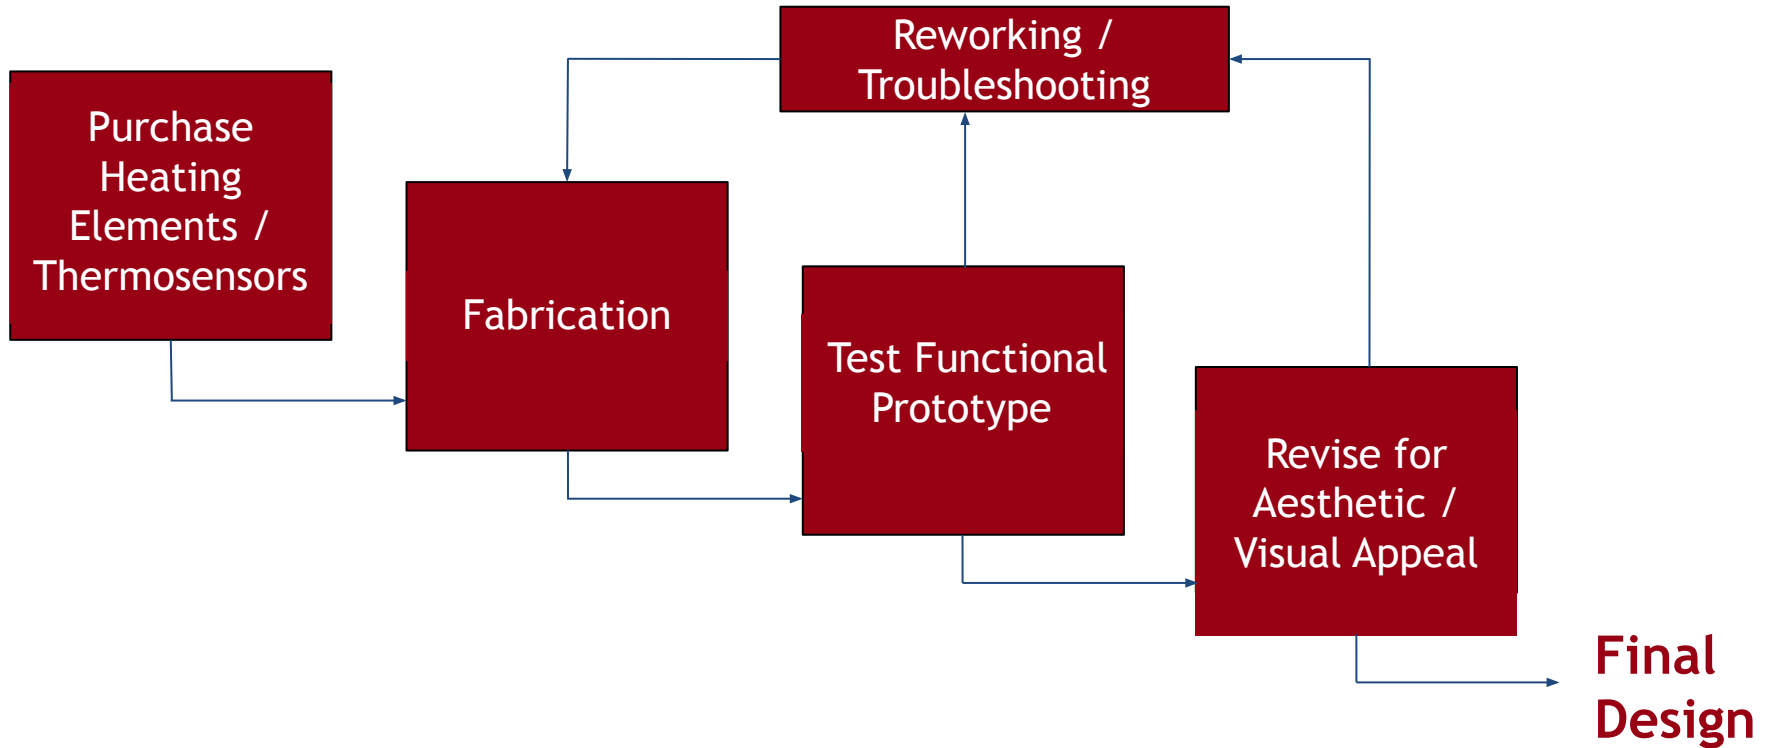 Reworking /
Troubleshooting
Purchase
Heating
Elements /
Thermosensors
Fabrication
Test Functional
Prototype
Revise for
Aesthetic /
Visual Appeal
Final
Design